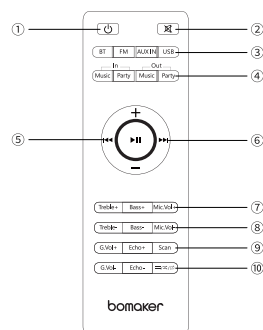 ① ②
BT FM AUX IN USB ③
In Out
Music Party Music Party ④
⑤ ⑥
Treble+ Bass+ Mic.Vol+ ⑦
Treble- Bass- Mic.Vol- ⑧
G.Vol+ Echo+ Scan ⑨
G.Vol- Echo- ⑩
bomaker